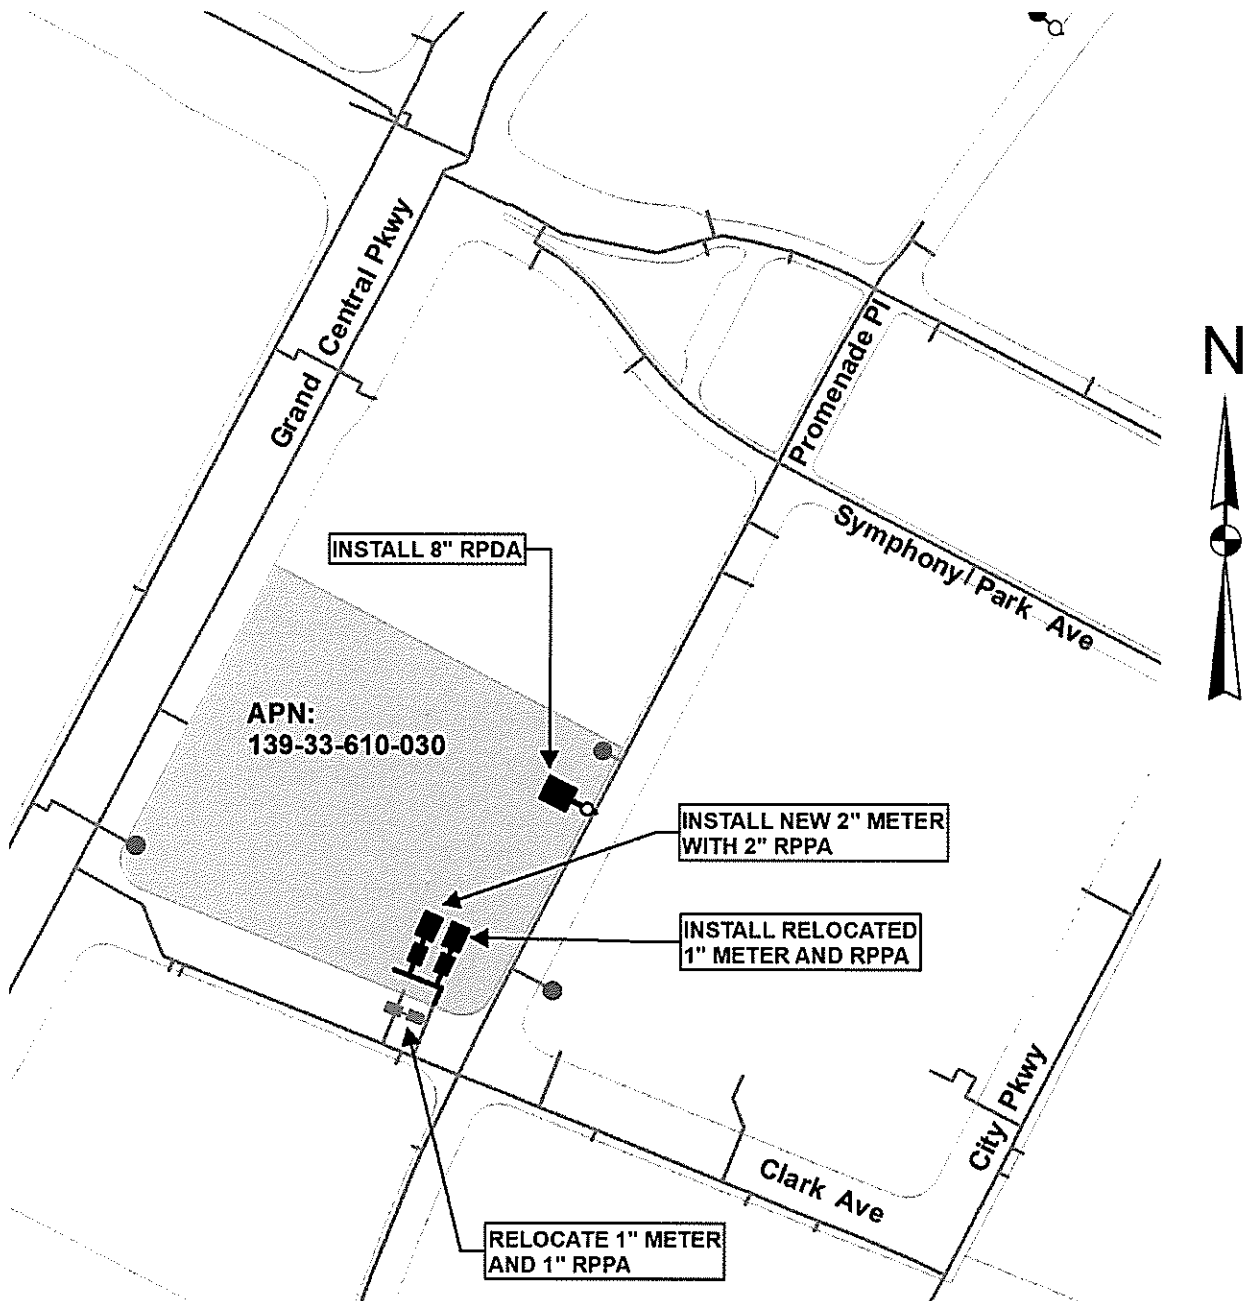 N
Grand Central Pkwy
Promenade Pl
Symphony Park Ave
INSTALL 8" RPDA
APN:
139-33-610-030
INSTALL NEW 2" METER
WITH 2" RPPA
INSTALL RELOCATED
1" METER AND RPPA
City Pkwy
Clark Ave
RELOCATE 1" METER
AND 1" RPPA